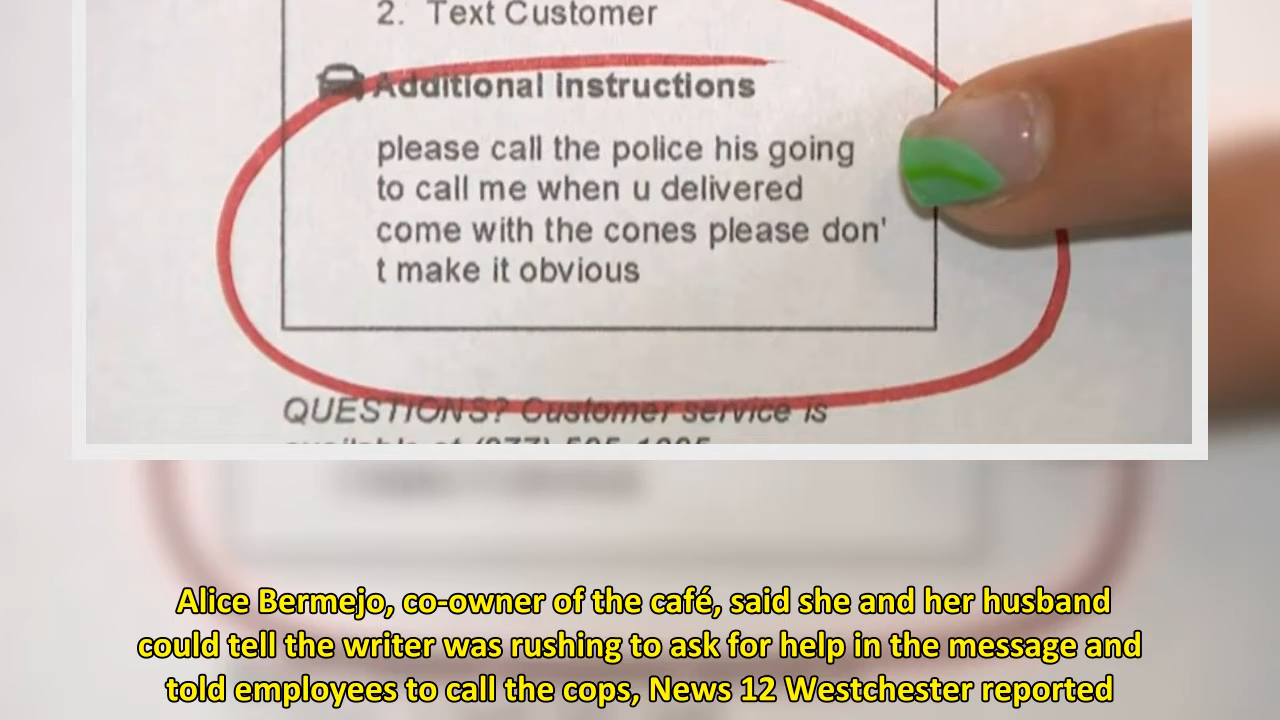 2. Text Customer
Additional Instructions
please call the police his going
to call me when u delivered
come with the cones please don'
t make it obvious
QUESTIONS? Customer service is
Alice Bermejo, co-owner of the café, said she and her husband
could tell the writer was rushing to ask for help in the message and
told employees to call the cops, News 12 Westchester reported